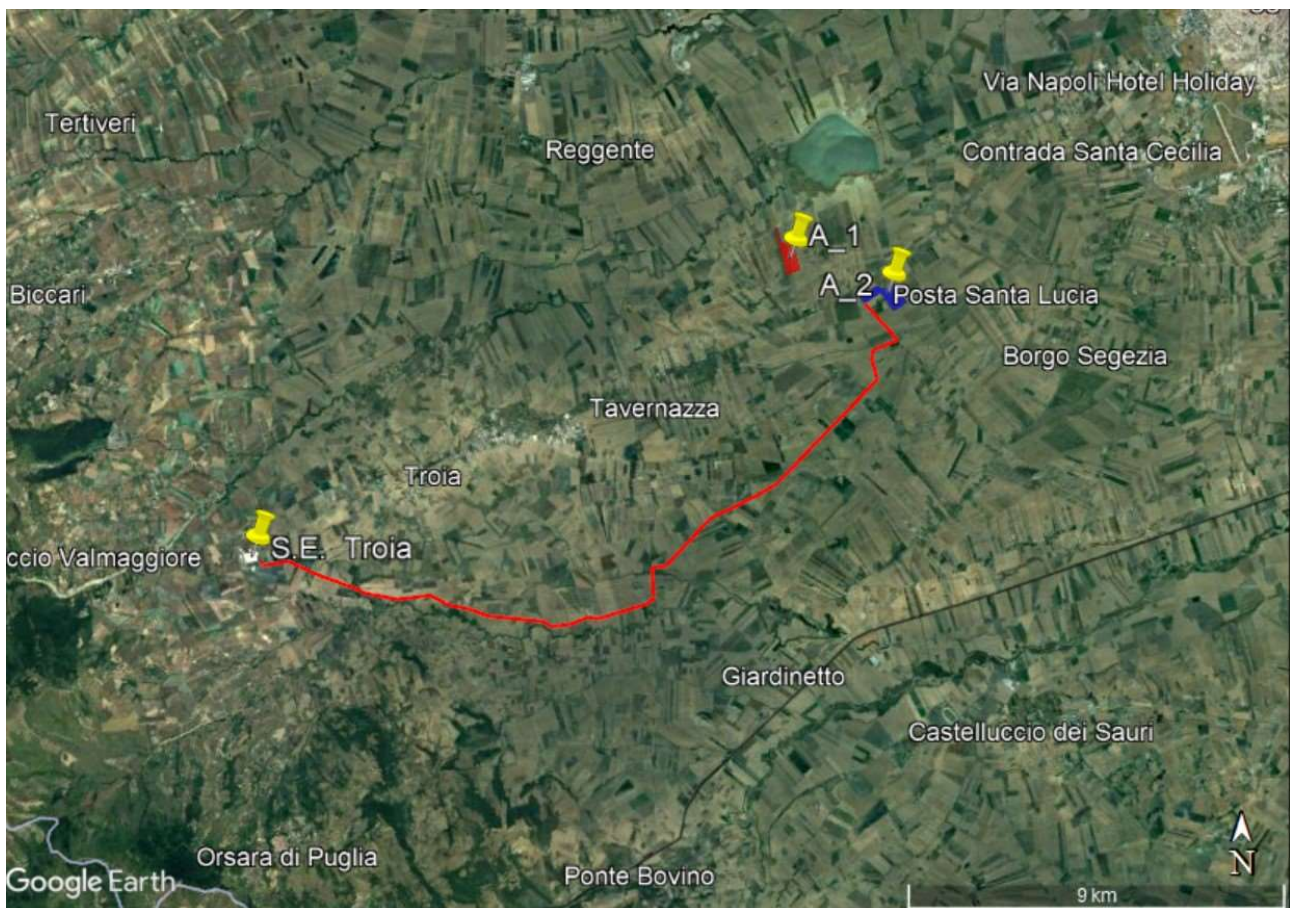 Via Napoli Hotel Holiday
Tertiveri
Reggente
Contrada Santa Cecilia
A_1
Biccari
A_2
Posta Santa Lucia
Borgo Segezia
Tavernazza
Troia
ccio Valmaggiore
S.E. Troia
Giardinetto
Castelluccio dei Sauri
Orsara di Puglia
N
Google Earth
Ponte Bovino
9 km